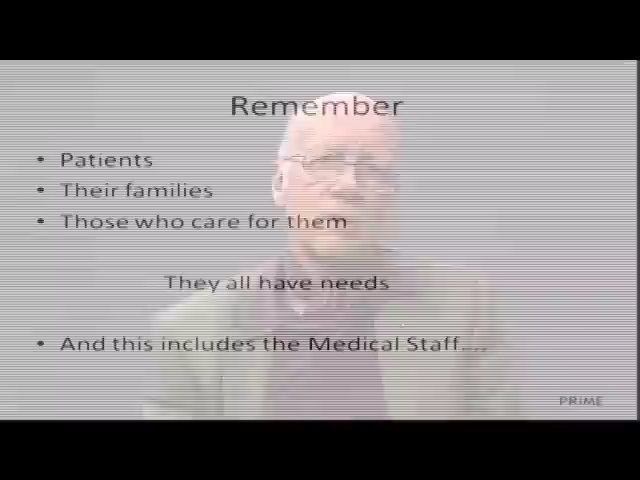 Remember
• Patients
• Their families
• Those who care for them
They all have needs
• And this includes the Medical Staff....
PRiME